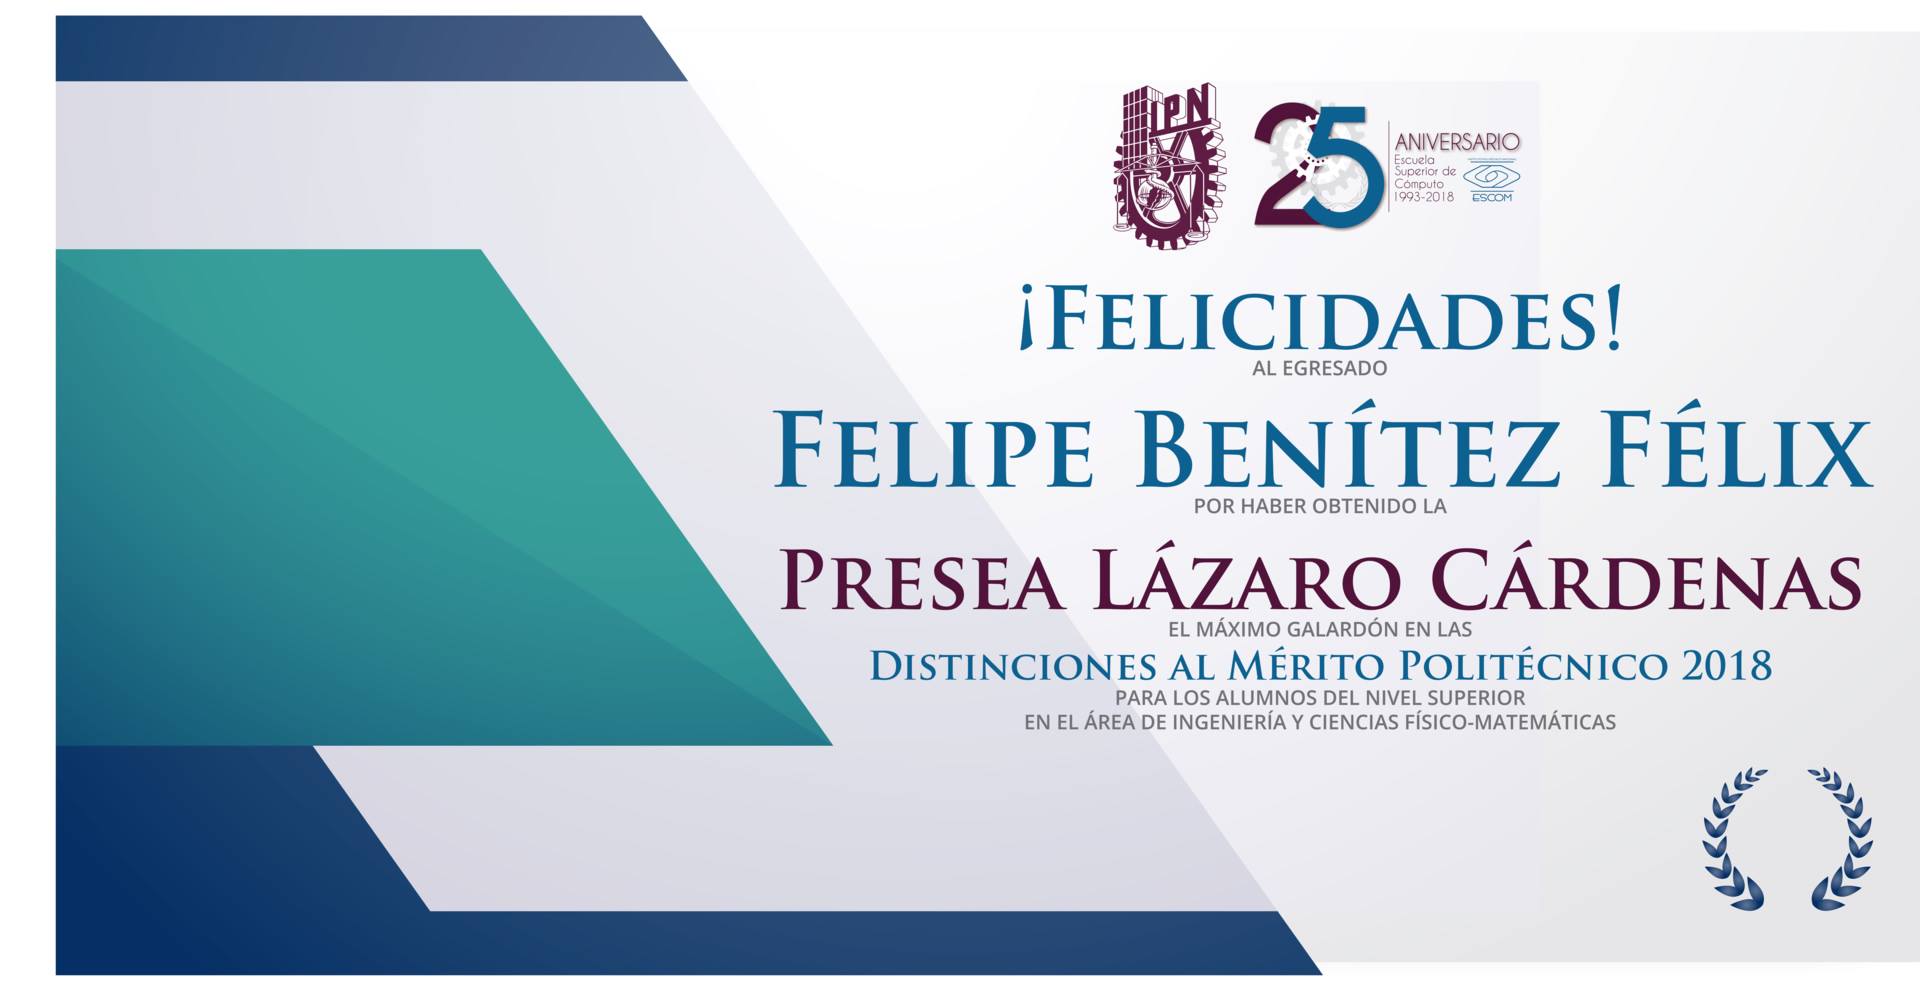 IPN
25
ANIVERSARIO
Escuela
Superior de
Cómputo
1993-2018
ESCOM
¡FELICIDADES!
AL EGRESADO
FELIPE BENÍTEZ FÉLIX
POR HABER OBTENIDO LA
PRESEA LÁZARO CÁRDENAS
EL MÁXIMO GALARDÓN EN LAS
DISTINCIONES AL MÉRITO POLITÉCNICO 2018
PARA LOS ALUMNOS DEL NIVEL SUPERIOR
EN EL ÁREA DE INGENIERÍA Y CIENCIAS FÍSICO-MATEMÁTICAS